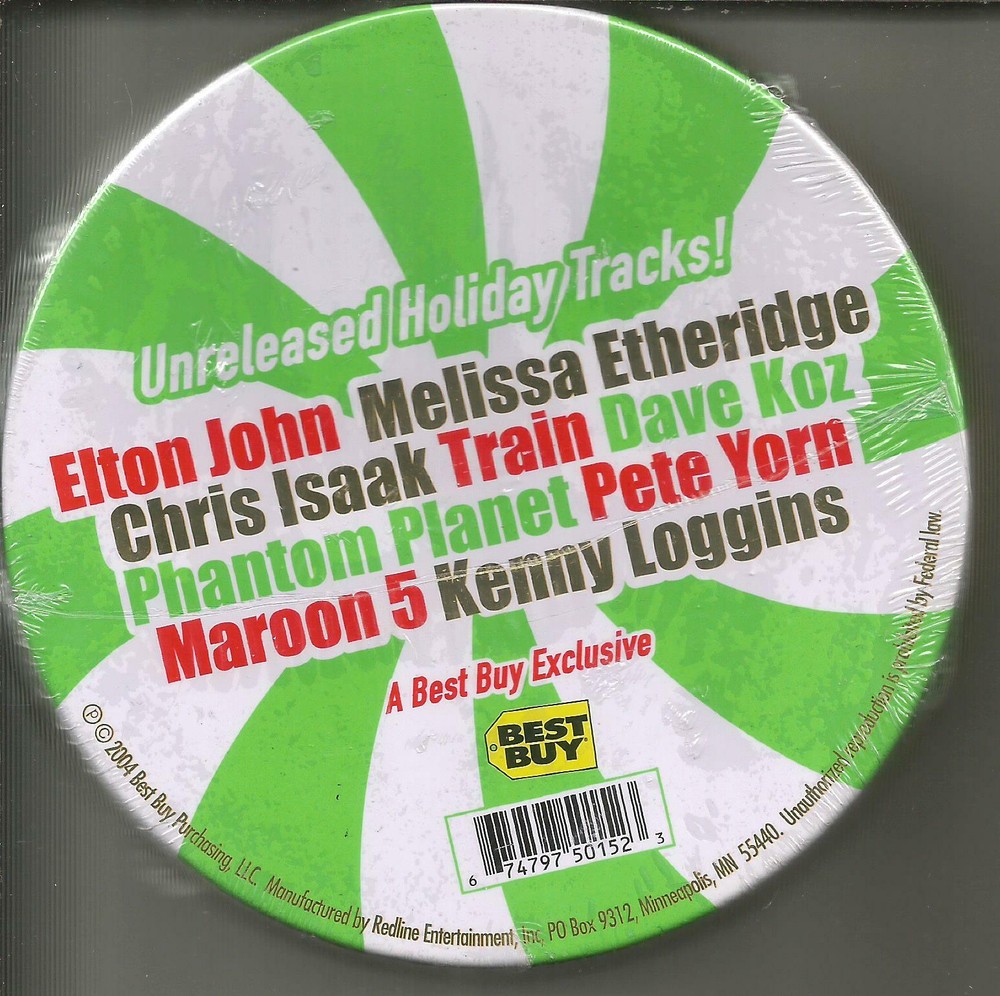 Unreleased Holiday Tracks!
Elton John Melissa Etheridge
Chris Isaak Train Dave Koz
Phantom Planet Pete Yorn
Maroon 5 Kenny Loggins
A Best Buy Exclusive
BEST
BUY
6 74797 50152 3
℗ © 2004 Best Buy Purchasing, LLC. Manufactured by Redline Entertainment, Inc, PO Box 9312, Minneapolis, MN 55440. Unauthorized reproduction is prohibited by Federal law.